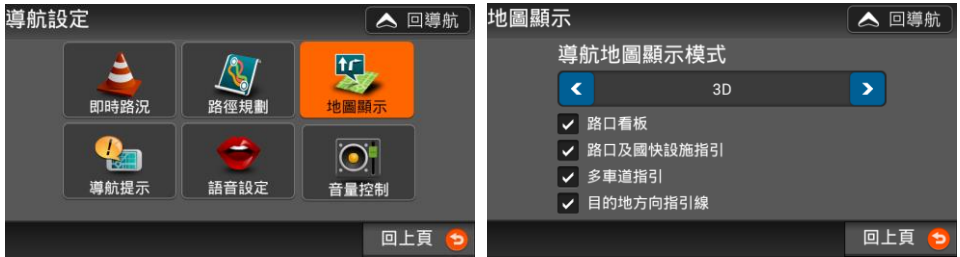 導航設定
回導航
即時路況
路徑規劃
地圖顯示
導航提示
語音設定
音量控制
回上頁
地圖顯示
回導航
導航地圖顯示模式
3D
路口看板
路口及國快設施指引
多車道指引
目的地方向指引線
回上頁